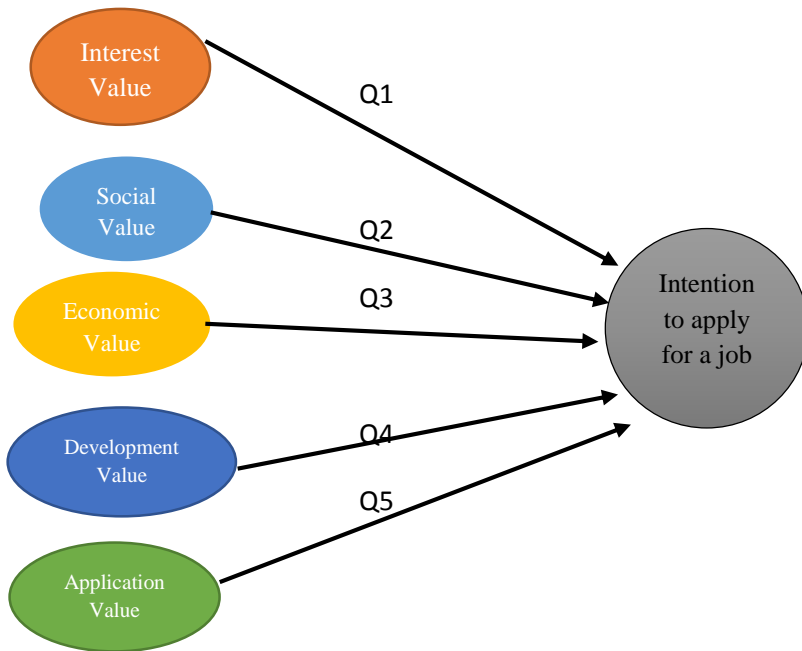 Interest
Value
Q1
Social
Value
Q2
Economic
Value
Q3
Intention
to apply
for a job
Development
Value
Q4
Application
Value
Q5